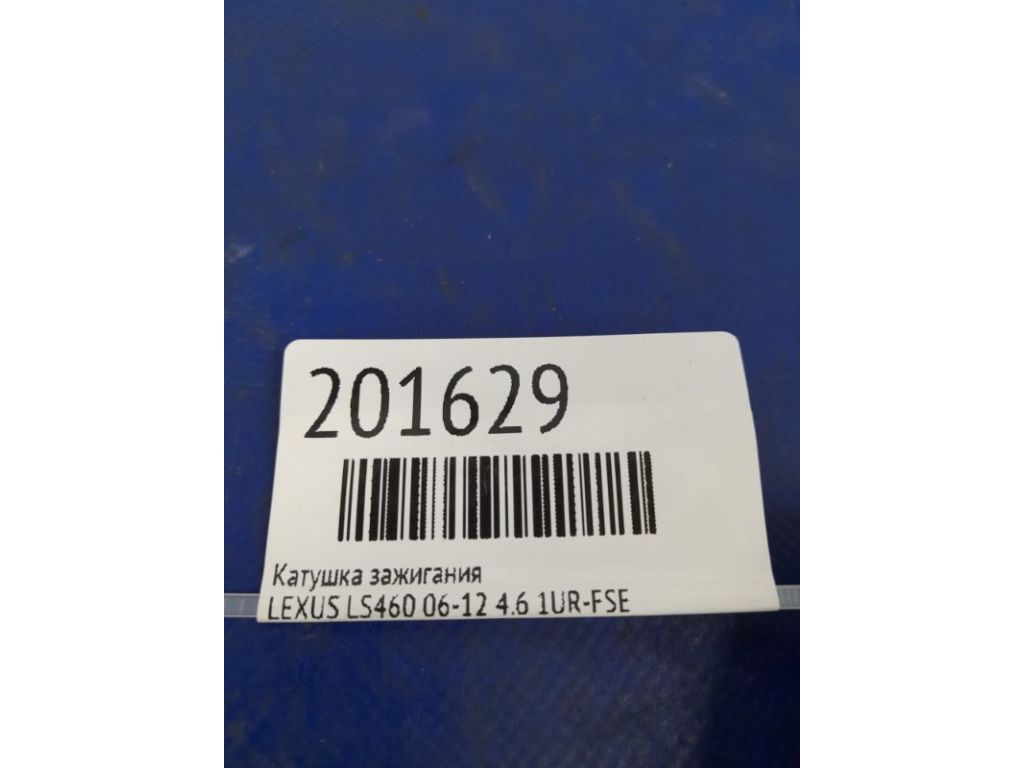 201629
Катушка зажигания
LEXUS LS460 06-12 4.6 1UR-FSE